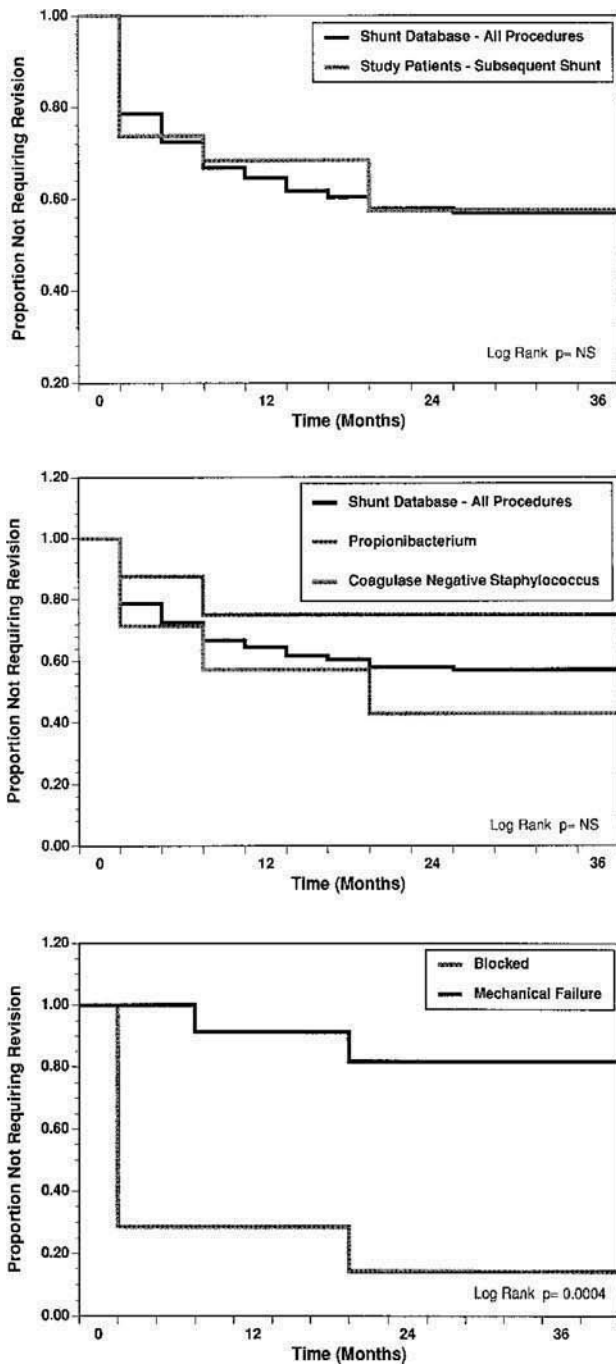 Proportion Not Requiring Revision
1.00
0.80
0.60
0.40
0.20
Shunt Database - All Procedures
Study Patients - Subsequent Shunt
Log Rank p= NS
0 12 24 36
Time (Months)
Proportion Not Requiring Revision
1.20
1.00
0.80
0.60
0.40
0.20
0.00
Shunt Database - All Procedures
Propionibacterium
Coagulase Negative Staphylococcus
Log Rank p= NS
0 12 24 36
Time (Months)
Proportion Not Requiring Revision
1.20
1.00
0.80
0.60
0.40
0.20
0.00
Blocked
Mechanical Failure
Log Rank p= 0.0004
0 12 24 36
Time (Months)